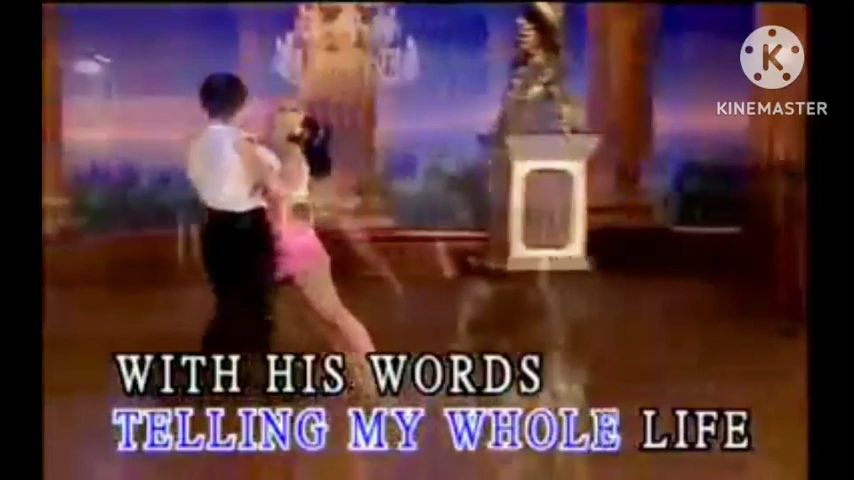 K
KINEMASTER
WITH HIS WORDS
TELLING MY WHOLE LIFE